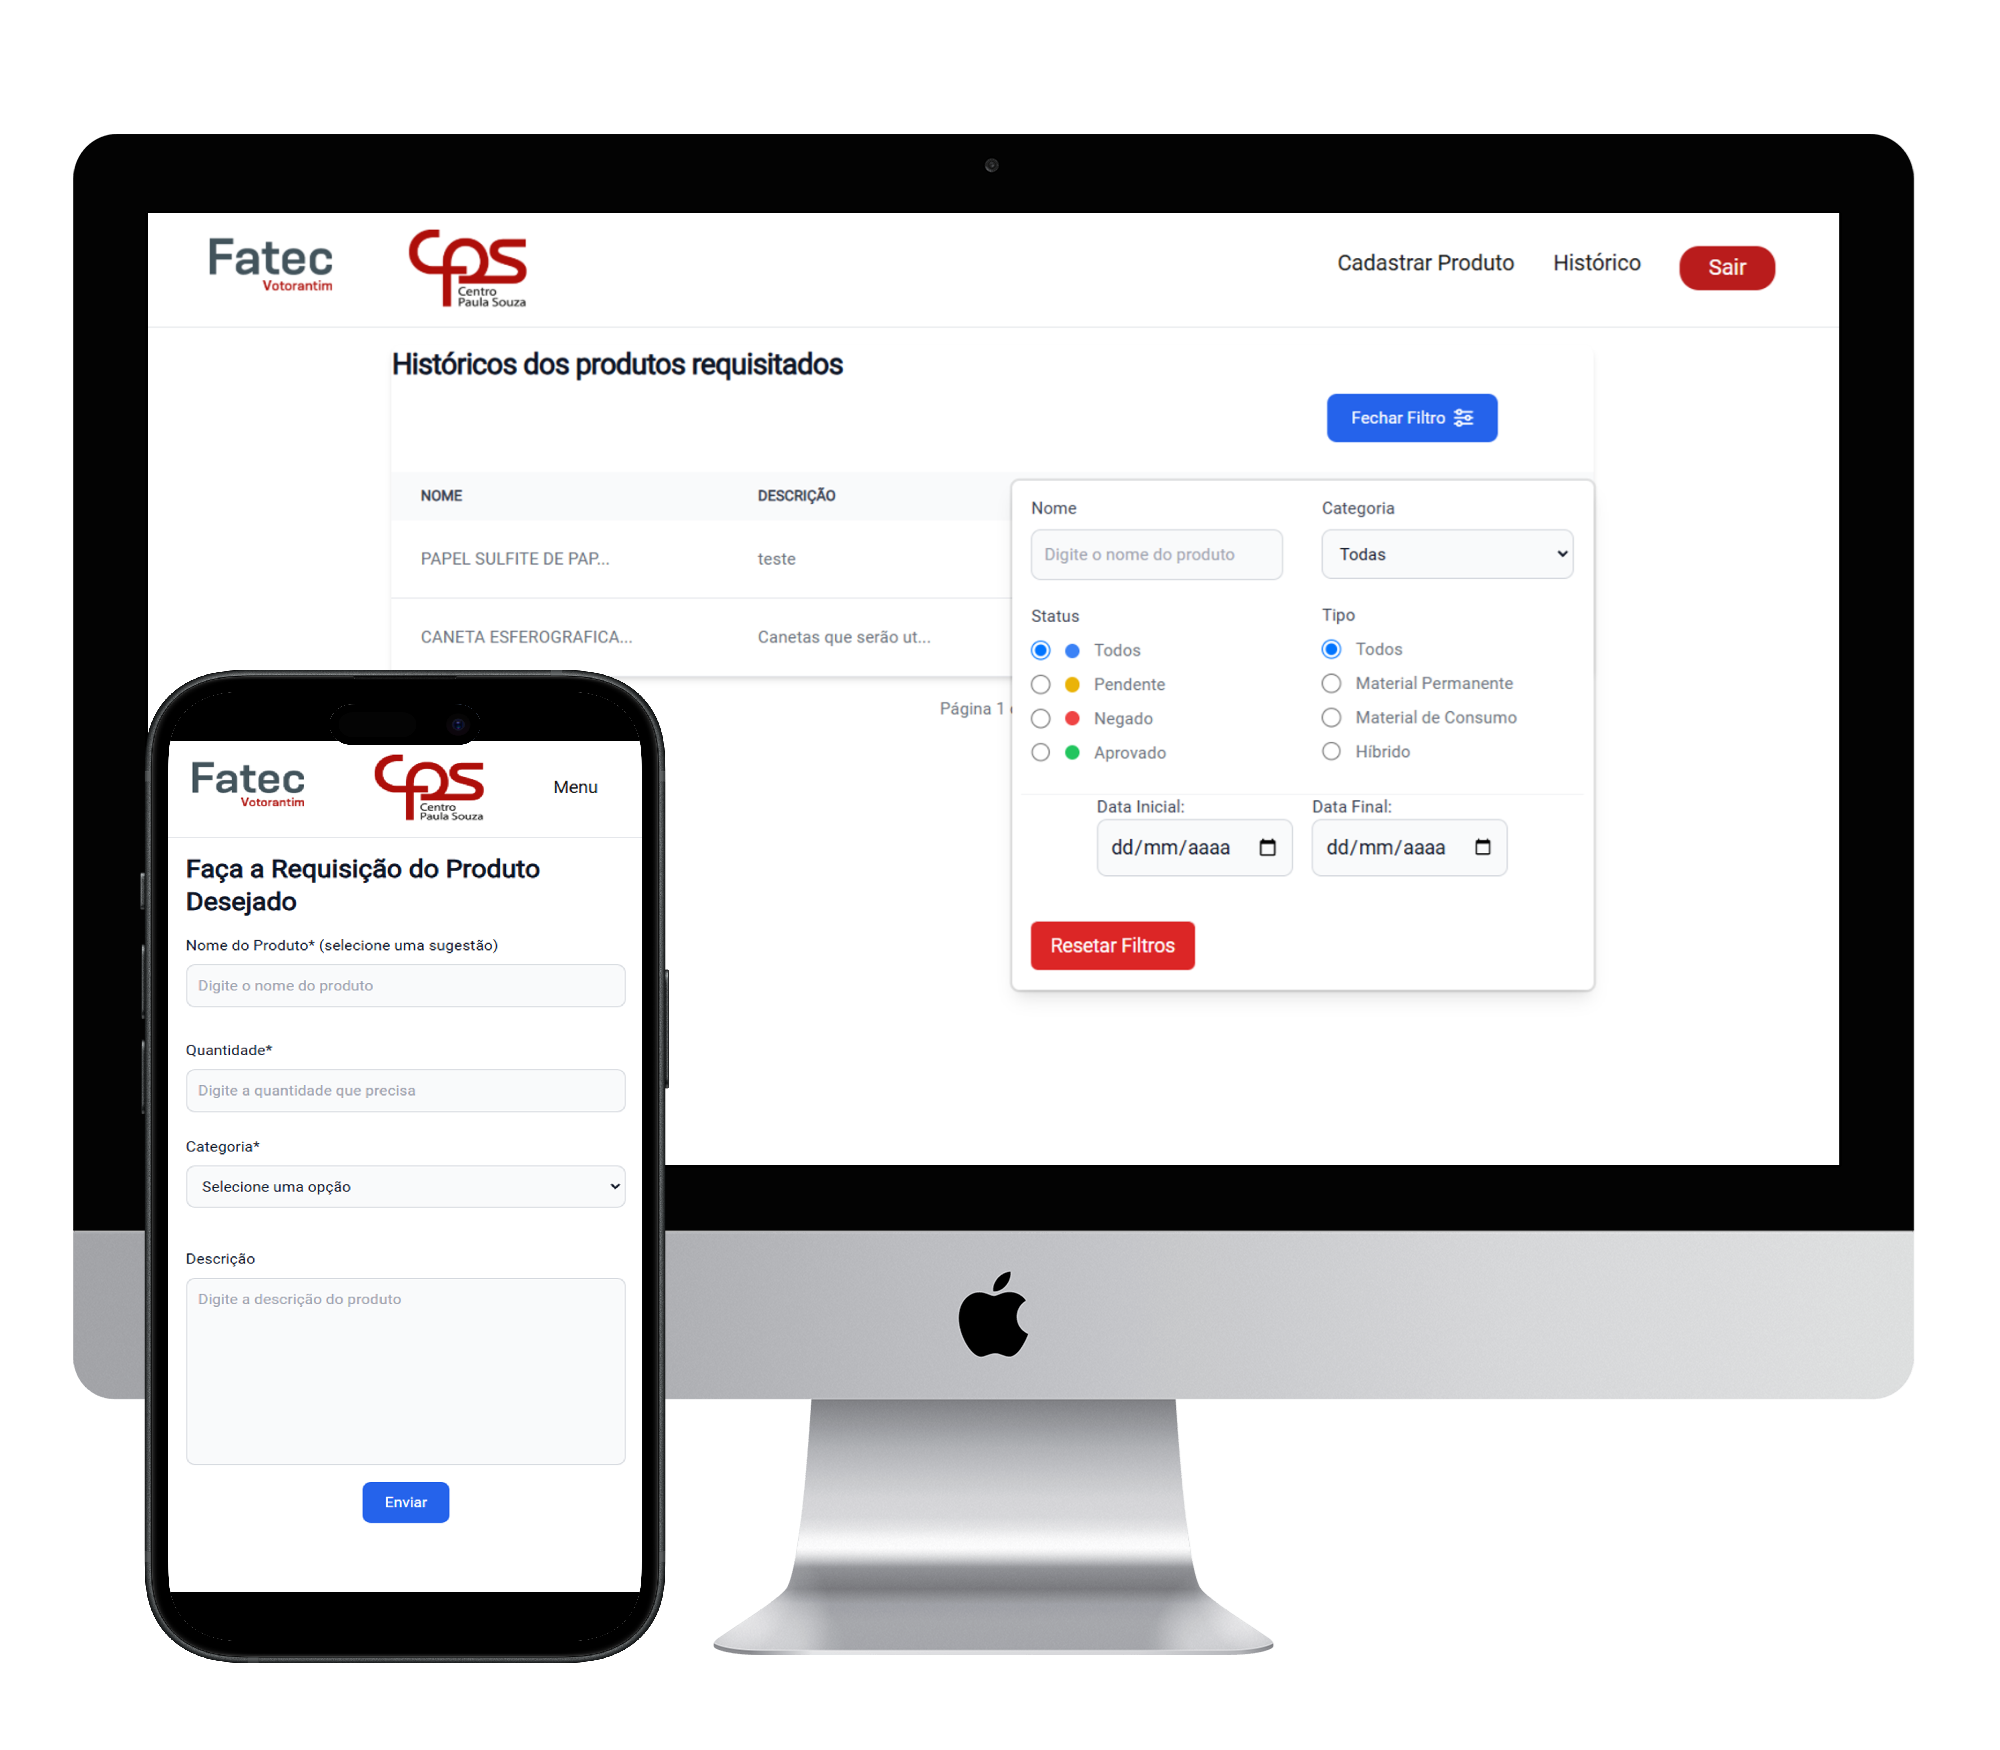 Fatec
Votorantim
CPS
Centro
Paula Souza
Cadastrar Produto
Histórico
Sair
Históricos dos produtos requisitados
Fechar Filtro
NOME
DESCRIÇÃO
PAPEL SULFITE DE PAP...
teste
CANETA ESFEROGRAFICA...
Canetas que serão ut...
Página 1
Nome
Categoria
Digite o nome do produto
Todas
Status
Tipo
Todos
Todos
Pendente
Material Permanente
Negado
Material de Consumo
Aprovado
Híbrido
Data Inicial:
Data Final:
dd/mm/aaaa
dd/mm/aaaa
Resetar Filtros
Fatec
Votorantim
CPS
Centro
Paula Souza
Menu
Faça a Requisição do Produto
Desejado
Nome do Produto* (selecione uma sugestão)
Digite o nome do produto
Quantidade*
Digite a quantidade que precisa
Categoria*
Selecione uma opção
Descrição
Digite a descrição do produto
Enviar